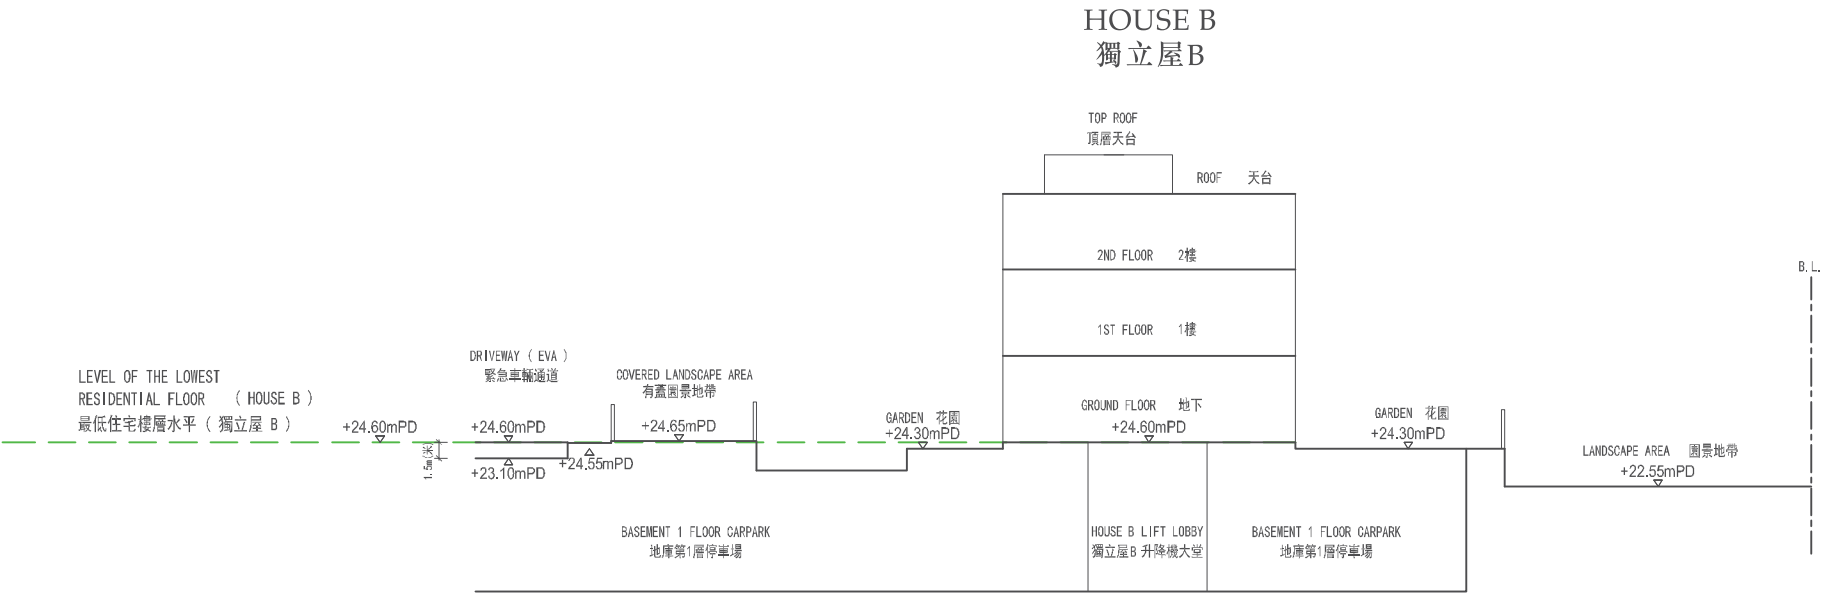 HOUSE B
獨立屋B
TOP ROOF
頂層天台
ROOF 天台
2ND FLOOR 2樓
1ST FLOOR 1樓
B.L.
DRIVEWAY ( EVA )
緊急車輛通道
COVERED LANDSCAPE AREA
有蓋園景地帶
LEVEL OF THE LOWEST
RESIDENTIAL FLOOR ( HOUSE B )
最低住宅樓層水平 ( 獨立屋 B )
+24.60mPD
+24.60mPD
+24.65mPD
GARDEN 花園
+24.30mPD
GROUND FLOOR 地下
+24.60mPD
GARDEN 花園
+24.30mPD
1.5m(米)
+23.10mPD
+24.55mPD
LANDSCAPE AREA 園景地帶
+22.55mPD
BASEMENT 1 FLOOR CARPARK
地庫第1層停車場
HOUSE B LIFT LOBBY
獨立屋B 升降機大堂
BASEMENT 1 FLOOR CARPARK
地庫第1層停車場